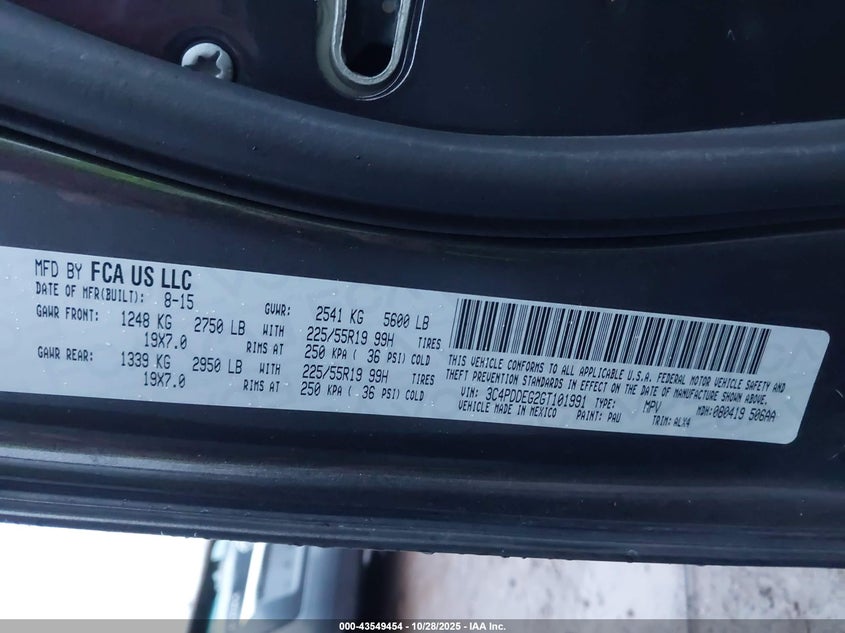 MFD BY FCA US LLC
DATE OF MFR(BUILT): 8-15 GVWR: 2541 KG 5600 LB
GAWR FRONT: 1248 KG 2750 LB WITH 225/55R19 99H TIRES
19X7.0 RIMS AT 250 KPA ( 36 PSI) COLD
GAWR REAR: 1339 KG 2950 LB WITH 225/55R19 99H TIRES
19X7.0 RIMS AT 250 KPA ( 36 PSI) COLD
THIS VEHICLE CONFORMS TO ALL APPLICABLE U.S.A. FEDERAL MOTOR VEHICLE SAFETY AND
THEFT PREVENTION STANDARDS IN EFFECT ON THE DATE OF MANUFACTURE SHOWN ABOVE.
VIN: 3C4PDDEG2GT101991 TYPE: MPV MDH: 080419 506AA
VEHICLE MADE IN MEXICO PAINT: PAU TRIM: ALX4
000-43549454 - 10/28/2025 - IAA Inc.